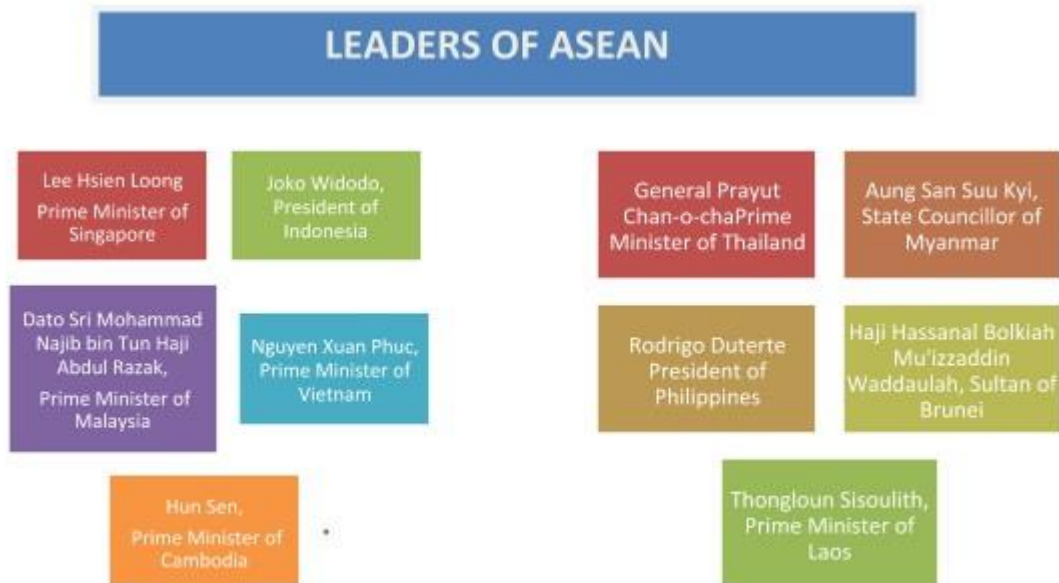 LEADERS OF ASEAN
Lee Hsien Loong
Prime Minister of
Singapore
Joko Widodo,
President of
Indonesia
General Prayut
Chan-o-chaPrime
Minister of Thailand
Aung San Suu Kyi,
State Councillor of
Myanmar
Dato Sri Mohammad
Najib bin Tun Haji
Abdul Razak,
Prime Minister of
Malaysia
Nguyen Xuan Phuc,
Prime Minister of
Vietnam
Rodrigo Duterte
President of
Philippines
Haji Hassanal Bolkiah
Mu'izzaddin
Waddaulah, Sultan of
Brunei
Hun Sen,
Prime Minister of
Cambodia
Thongloun Sisoulith,
Prime Minister of
Laos